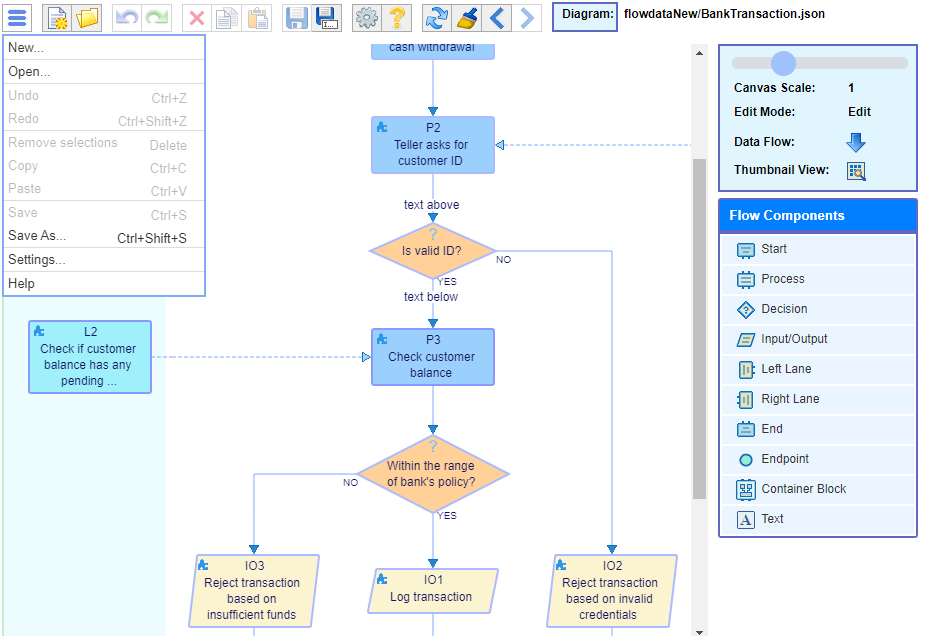 Diagram: flowdataNew/BankTransaction.json
New...
Open...
Undo Ctrl+Z
Redo Ctrl+Shift+Z
Remove selections Delete
Copy Ctrl+C
Paste Ctrl+V
Save Ctrl+S
Save As... Ctrl+Shift+S
Settings...
Help
cash withdrawal
P2
Teller asks for
customer ID
text above
?
Is valid ID?
NO
YES
text below
L2
Check if customer
balance has any
pending ...
P3
Check customer
balance
?
Within the range
of bank's policy?
NO
YES
IO3
Reject transaction
based on
insufficient funds
IO1
Log transaction
IO2
Reject transaction
based on invalid
credentials
Canvas Scale: 1
Edit Mode: Edit
Data Flow:
Thumbnail View:
Flow Components
Start
Process
Decision
Input/Output
Left Lane
Right Lane
End
Endpoint
Container Block
Text